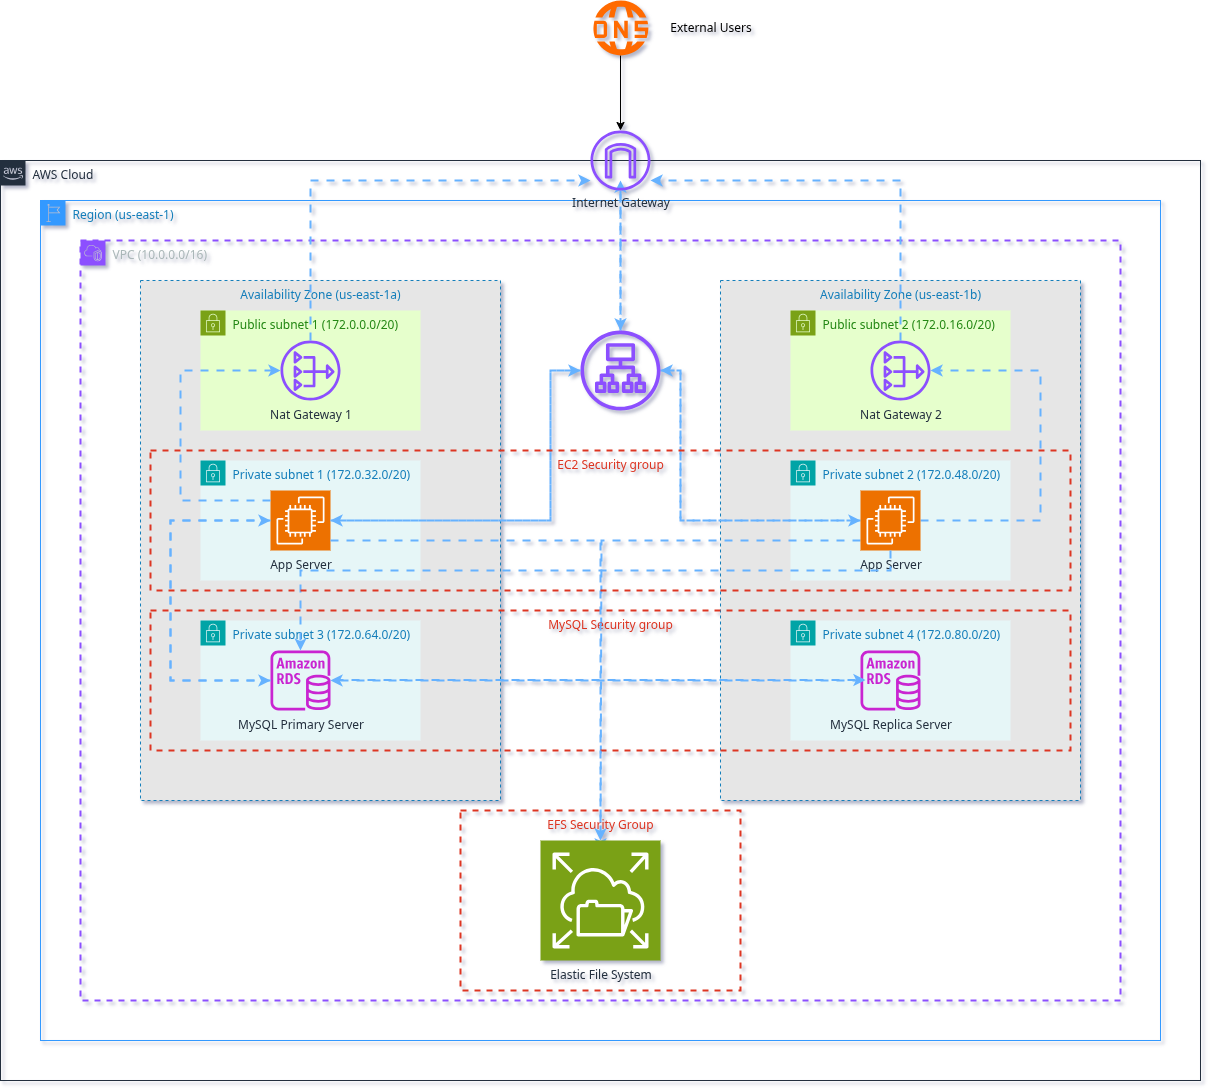 DNS
External Users
aws
AWS Cloud
Internet Gateway
Region (us-east-1)
VPC (10.0.0.0/16)
Availability Zone (us-east-1a)
Availability Zone (us-east-1b)
Public subnet 1 (172.0.0.0/20)
Public subnet 2 (172.0.16.0/20)
Nat Gateway 1
Nat Gateway 2
EC2 Security group
Private subnet 1 (172.0.32.0/20)
Private subnet 2 (172.0.48.0/20)
App Server
App Server
MySQL Security group
Private subnet 3 (172.0.64.0/20)
Private subnet 4 (172.0.80.0/20)
Amazon
RDS
Amazon
RDS
MySQL Primary Server
MySQL Replica Server
EFS Security Group
Elastic File System